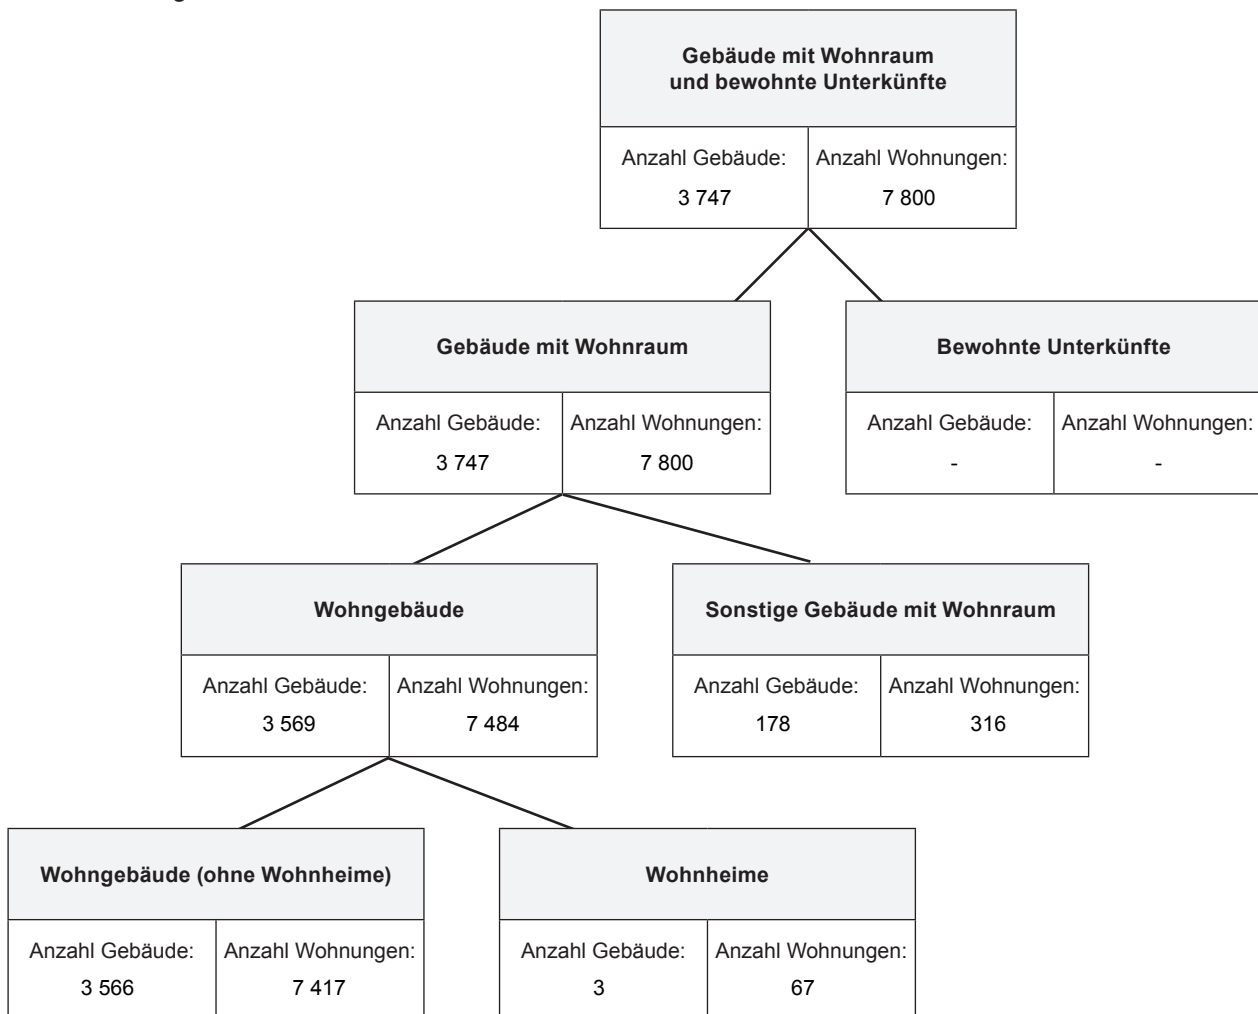 Gebäude mit Wohnraum
und bewohnte Unterkünfte
Anzahl Gebäude:
Anzahl Wohnungen:
3 747
7 800
Gebäude mit Wohnraum
Anzahl Gebäude:
Anzahl Wohnungen:
3 747
7 800
Bewohnte Unterkünfte
Anzahl Gebäude:
Anzahl Wohnungen:
-
-
Wohngebäude
Anzahl Gebäude:
Anzahl Wohnungen:
3 569
7 484
Sonstige Gebäude mit Wohnraum
Anzahl Gebäude:
Anzahl Wohnungen:
178
316
Wohngebäude (ohne Wohnheime)
Anzahl Gebäude:
Anzahl Wohnungen:
3 566
7 417
Wohnheime
Anzahl Gebäude:
Anzahl Wohnungen:
3
67